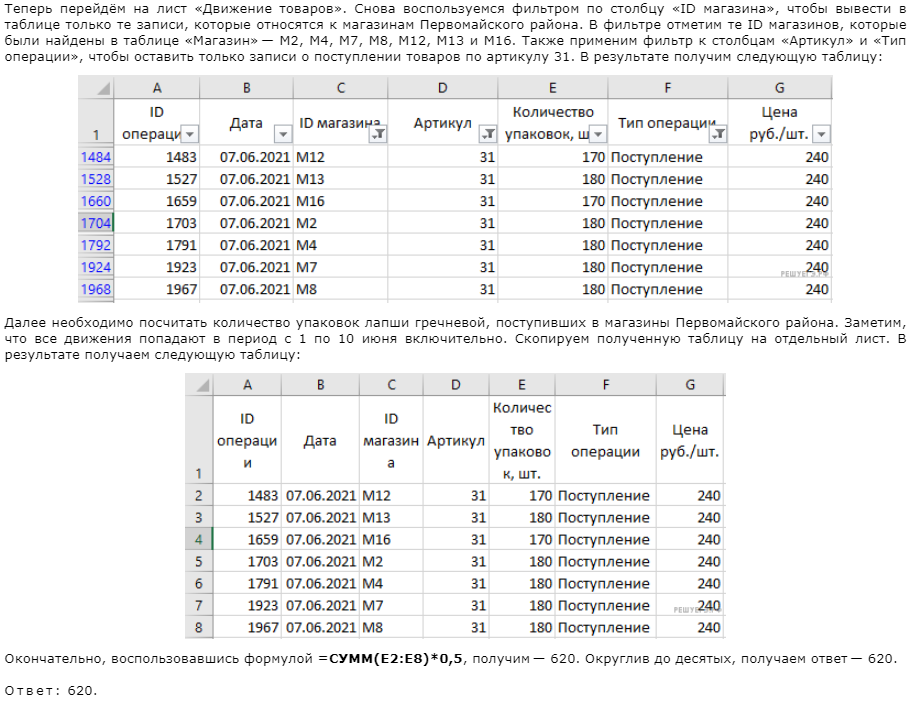 Теперь перейдём на лист «Движение товаров». Снова воспользуемся фильтром по столбцу «ID магазина», чтобы вывести в
таблице только те записи, которые относятся к магазинам Первомайского района. В фильтре отметим те ID магазинов, которые
были найдены в таблице «Магазин» — M2, M4, M7, M8, M12, M13 и M16. Также применим фильтр к столбцам «Артикул» и «Тип
операции», чтобы оставить только записи о поступлении товаров по артикулу 31. В результате получим следующую таблицу:
A B C D E F G
1 ID операци Дата ID магазина Артикул Количество упаковок, ш Тип операции Цена руб./шт.
1484 1483 07.06.2021 M12 31 170 Поступление 240
1528 1527 07.06.2021 M13 31 180 Поступление 240
1660 1659 07.06.2021 M16 31 170 Поступление 240
1704 1703 07.06.2021 M2 31 180 Поступление 240
1792 1791 07.06.2021 M4 31 180 Поступление 240
1924 1923 07.06.2021 M7 31 180 Поступление 240
1968 1967 07.06.2021 M8 31 180 Поступление 240
Далее необходимо посчитать количество упаковок лапши гречневой, поступивших в магазины Первомайского района. Заметим,
что все движения попадают в период с 1 по 10 июня включительно. Скопируем полученную таблицу на отдельный лист. В
результате получаем следующую таблицу:
A B C D E F G
1 ID операци и Дата ID магазин а Артикул Количес тво упаково к, шт. Тип операции Цена руб./шт.
2 1483 07.06.2021 M12 31 170 Поступление 240
3 1527 07.06.2021 M13 31 180 Поступление 240
4 1659 07.06.2021 M16 31 170 Поступление 240
5 1703 07.06.2021 M2 31 180 Поступление 240
6 1791 07.06.2021 M4 31 180 Поступление 240
7 1923 07.06.2021 M7 31 180 Поступление 240
8 1967 07.06.2021 M8 31 180 Поступление 240
Окончательно, воспользовавшись формулой =СУММ(E2:E8)*0,5, получим — 620. Округлив до десятых, получаем ответ — 620.
Ответ: 620.